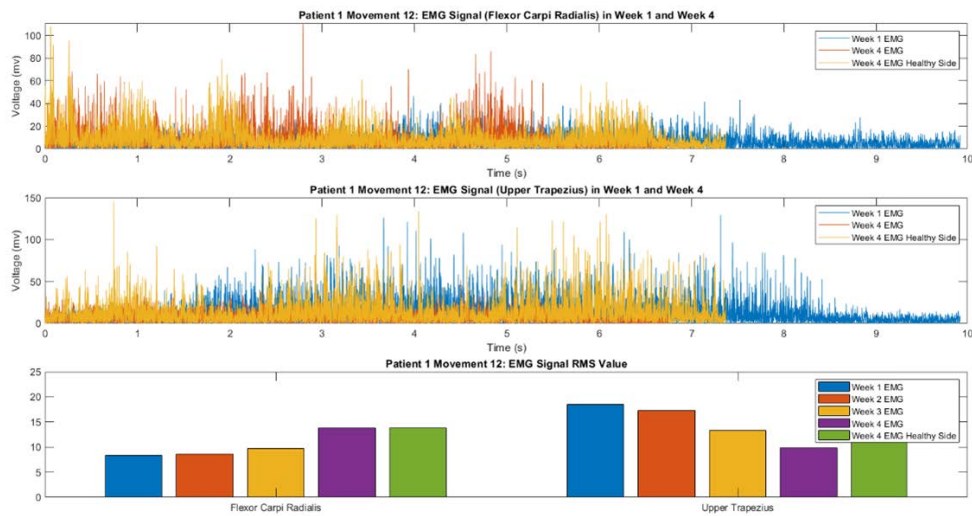 Patient 1 Movement 12: EMG Signal (Flexor Carpi Radialis) in Week 1 and Week 4
Voltage (mv)
100
80
60
40
20
0
Week 1 EMG
Week 4 EMG
Week 4 EMG Healthy Side
0 1 2 3 4 5 6 7 8 9 10
Time (s)
Patient 1 Movement 12: EMG Signal (Upper Trapezius) in Week 1 and Week 4
Voltage (mv)
150
100
50
0
Week 1 EMG
Week 4 EMG
Week 4 EMG Healthy Side
0 1 2 3 4 5 6 7 8 9 10
Time (s)
Patient 1 Movement 12: EMG Signal RMS Value
25
20
15
10
5
0
Week 1 EMG
Week 2 EMG
Week 3 EMG
Week 4 EMG
Week 4 EMG Healthy Side
Flexor Carpi Radialis Upper Trapezius